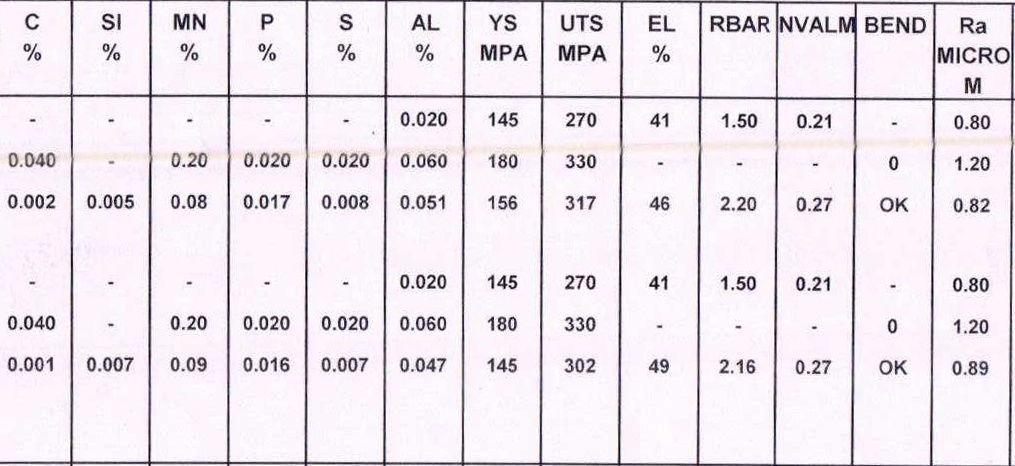 C SI MN P S AL YS UTS EL RBAR NVALM BEND Ra
% % % % % % MPA MPA % MICRO
M
- - - - - 0.020 145 270 41 1.50 0.21 - 0.80
0.040 - 0.20 0.020 0.020 0.060 180 330 - - - 0 1.20
0.002 0.005 0.08 0.017 0.008 0.051 156 317 46 2.20 0.27 OK 0.82
- - - - - 0.020 145 270 41 1.50 0.21 - 0.80
0.040 - 0.20 0.020 0.020 0.060 180 330 - - - 0 1.20
0.001 0.007 0.09 0.016 0.007 0.047 145 302 49 2.16 0.27 OK 0.89